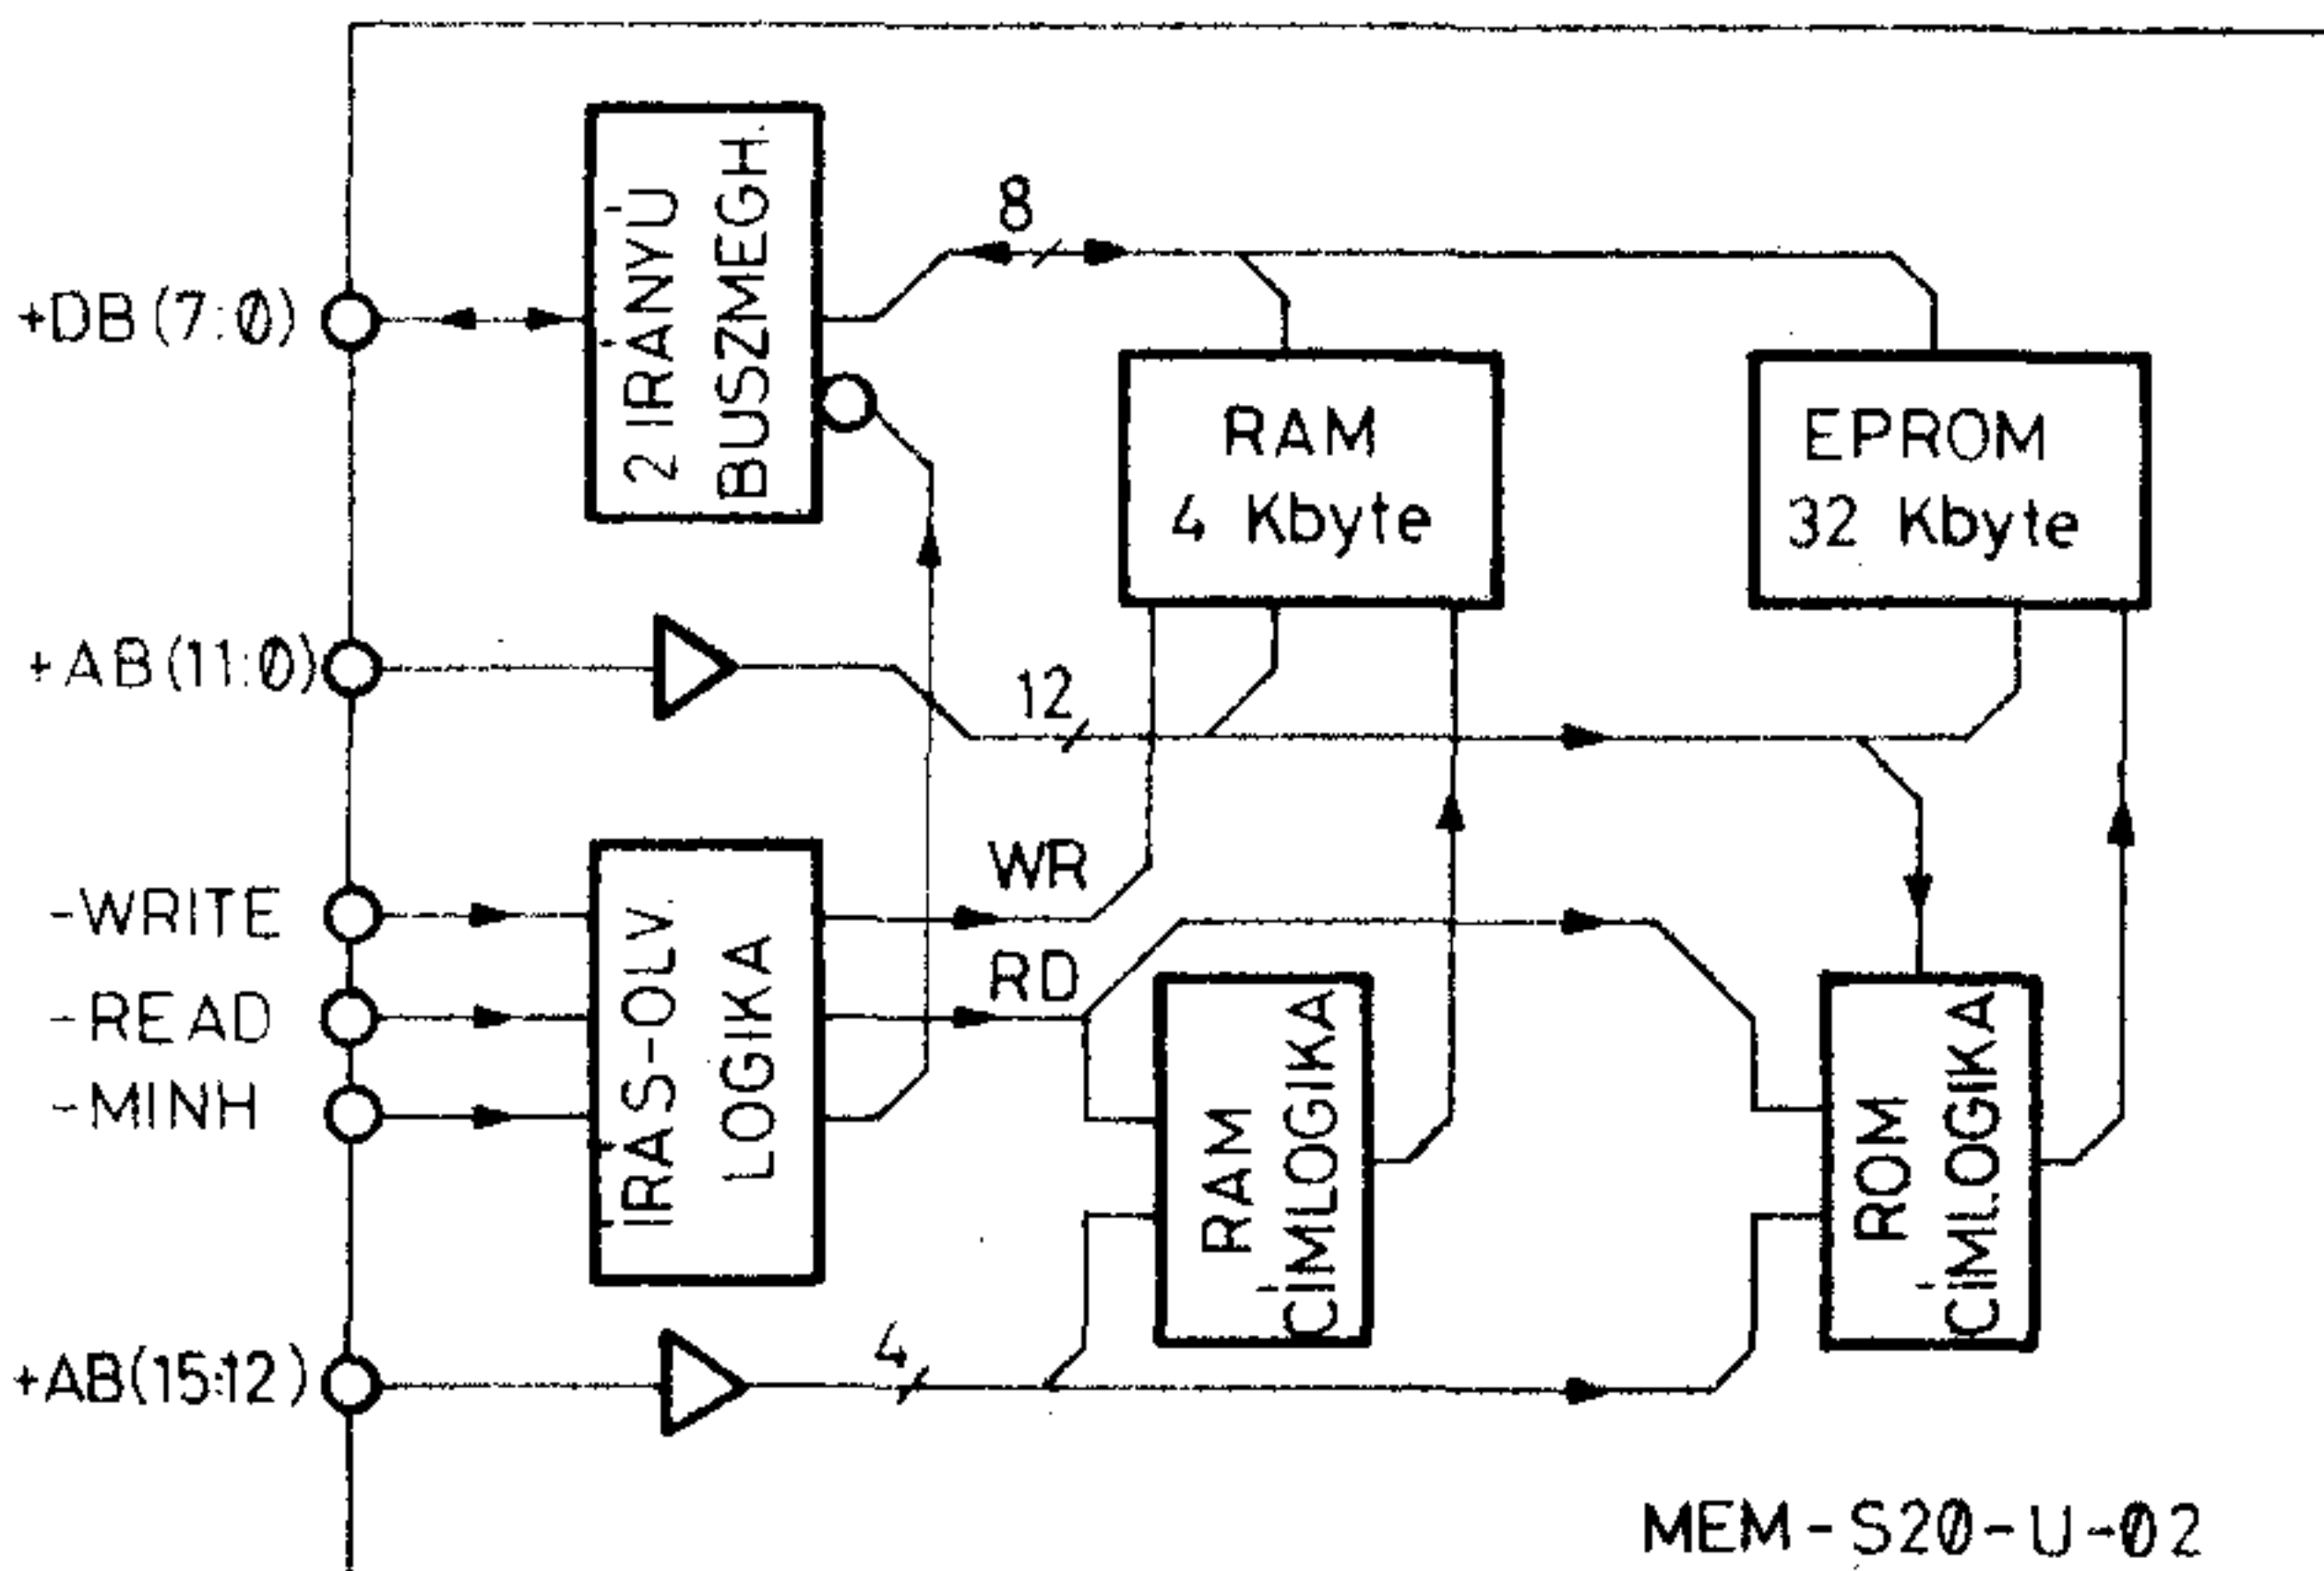 +DB(7:0)
2 IRÁNYÚ
BUSZMEGH.
8
RAM
4 Kbyte
EPROM
32 Kbyte
+AB(11:0)
12
-WRITE
-READ
-MINH
ÍRÁS-OLV
LOGIKA
WR
RD
RAM
CÍMLOGIKA
ROM
CÍMLOGIKA
+AB(15:12)
4
MEM-S20-U-02